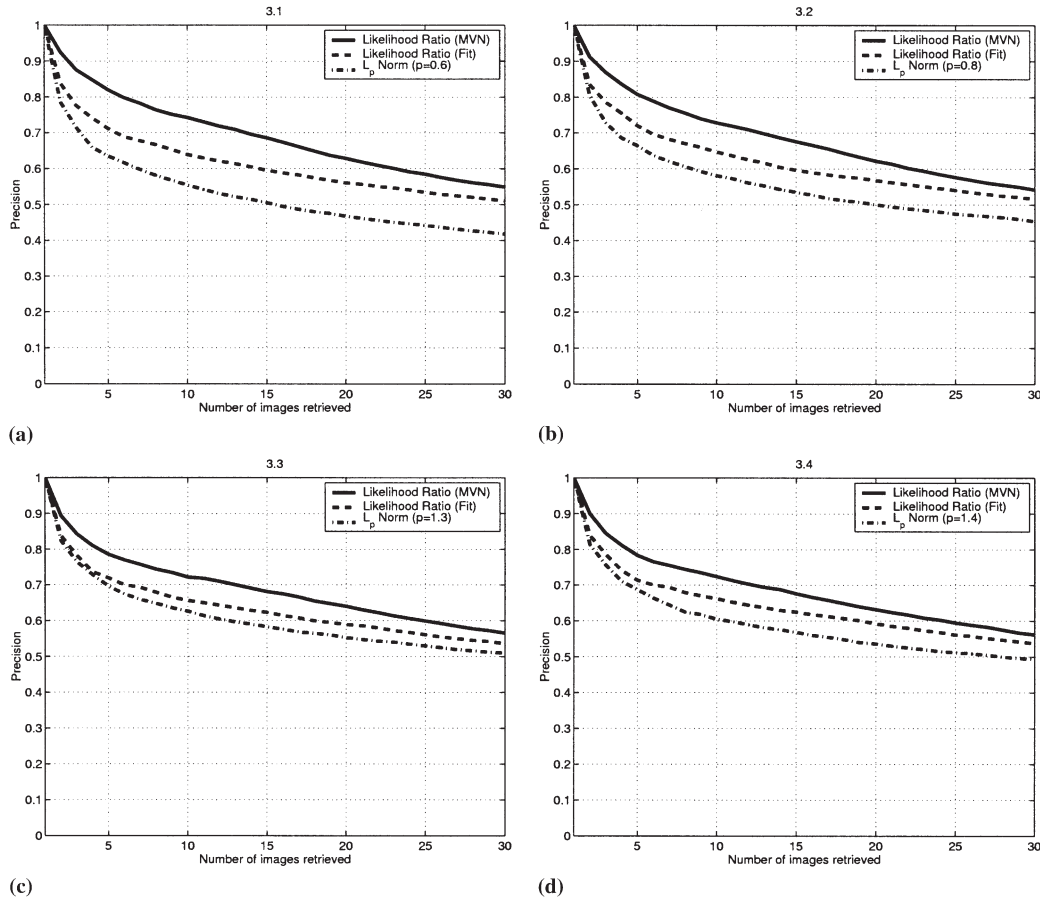 3.1
1
0.9
0.8
0.7
0.6
0.5
0.4
0.3
0.2
0.1
0
Precision
Likelihood Ratio (MVN)
Likelihood Ratio (Fit)
Lp Norm (p=0.6)
5 10 15 20 25 30
Number of images retrieved
(a)
3.2
1
0.9
0.8
0.7
0.6
0.5
0.4
0.3
0.2
0.1
0
Precision
Likelihood Ratio (MVN)
Likelihood Ratio (Fit)
Lp Norm (p=0.8)
5 10 15 20 25 30
Number of images retrieved
(b)
3.3
1
0.9
0.8
0.7
0.6
0.5
0.4
0.3
0.2
0.1
0
Precision
Likelihood Ratio (MVN)
Likelihood Ratio (Fit)
Lp Norm (p=1.3)
5 10 15 20 25 30
Number of images retrieved
(c)
3.4
1
0.9
0.8
0.7
0.6
0.5
0.4
0.3
0.2
0.1
0
Precision
Likelihood Ratio (MVN)
Likelihood Ratio (Fit)
Lp Norm (p=1.4)
5 10 15 20 25 30
Number of images retrieved
(d)